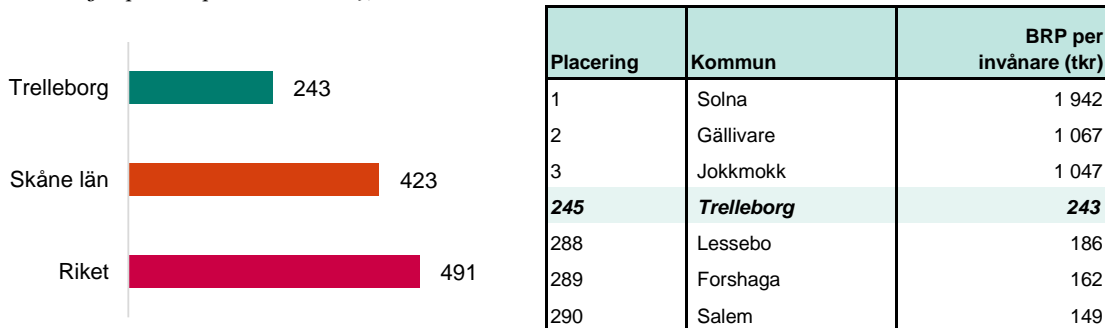 Trelleborg 243
Skåne län 423
Riket 491
Placering Kommun BRP per invånare (tkr)
1 Solna 1 942
2 Gällivare 1 067
3 Jokkmokk 1 047
245 Trelleborg 243
288 Lessebo 186
289 Forshaga 162
290 Salem 149